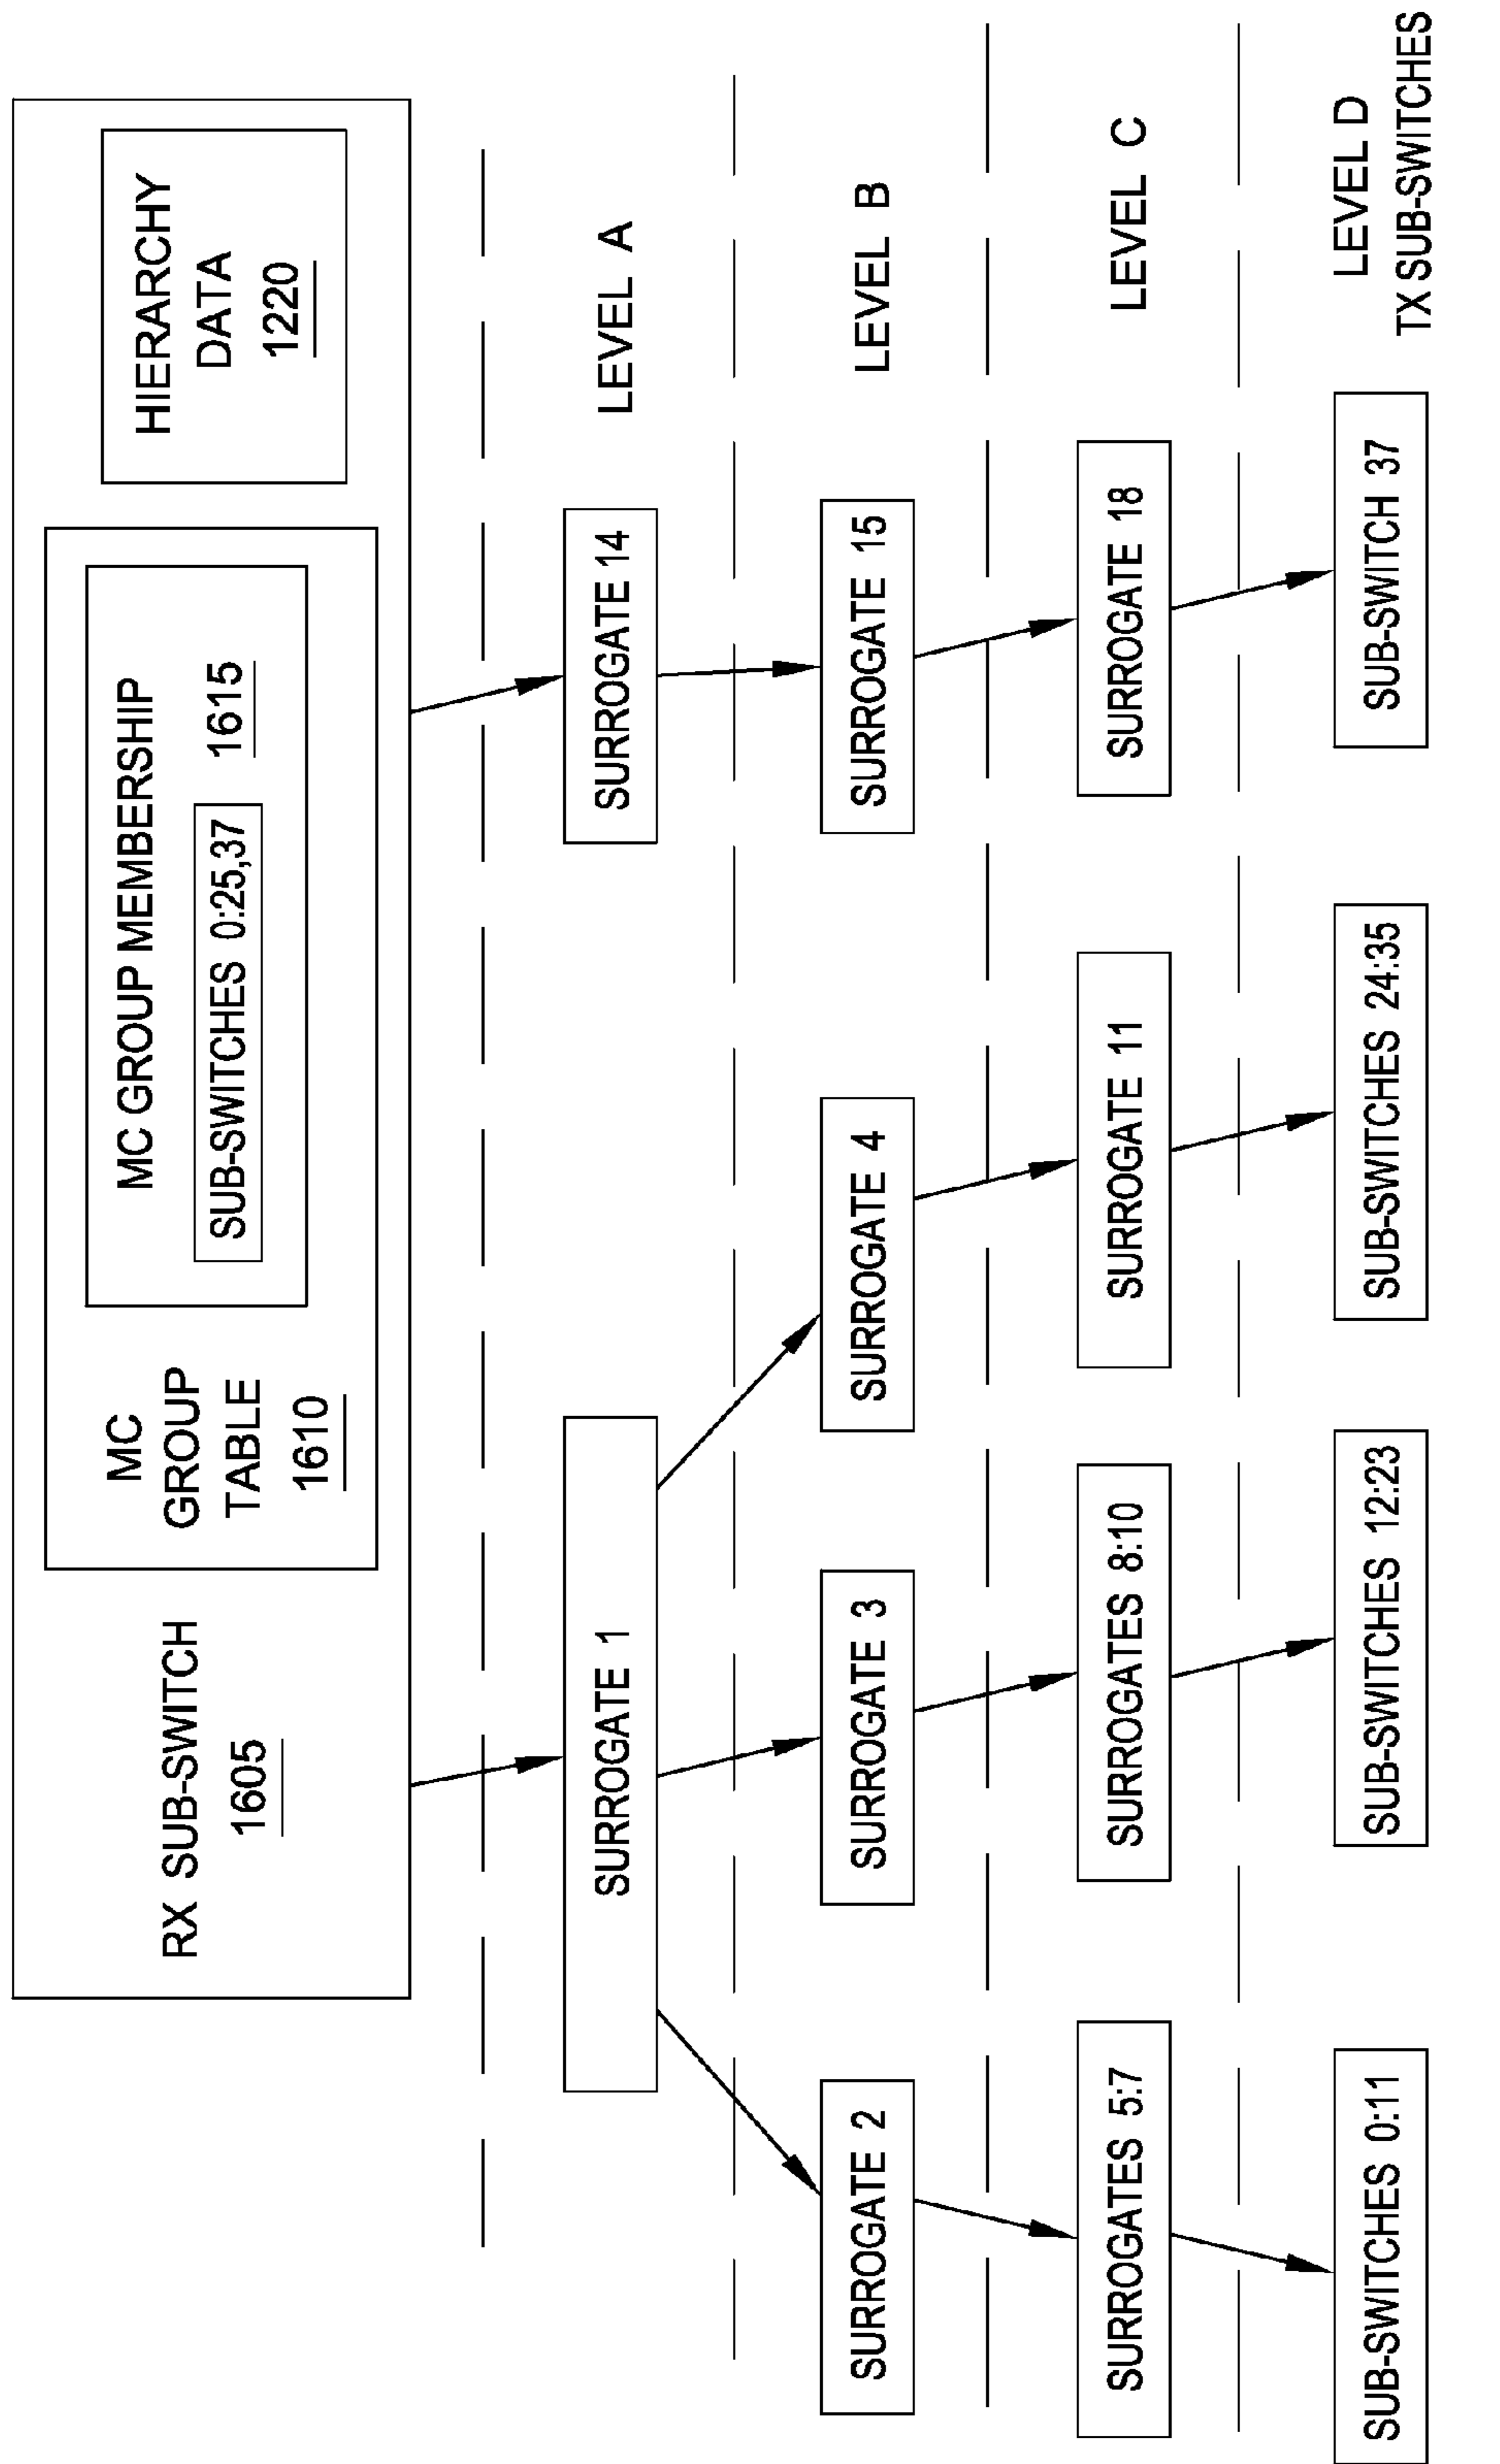 RX SUB-SWITCH
1605
MC
GROUP
TABLE
1610
MC GROUP MEMBERSHIP
SUB-SWITCHES 0:25,37
1615
HIERARCHY
DATA
1220
SURROGATE 1
SURROGATE 14
LEVEL A
SURROGATE 2
SURROGATE 3
SURROGATE 4
SURROGATE 15
LEVEL B
SURROGATES 5:7
SURROGATES 8:10
SURROGATE 11
SURROGATE 18
LEVEL C
SUB-SWITCHES 0:11
SUB-SWITCHES 12:23
SUB-SWITCHES 24:35
SUB-SWITCH 37
LEVEL D
TX SUB-SWITCHES